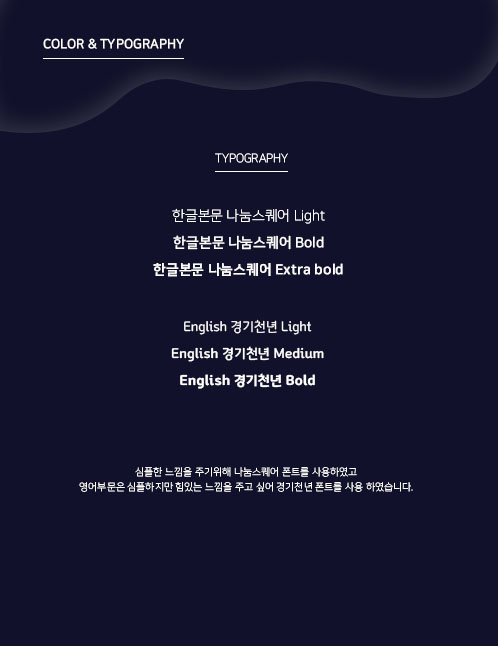 COLOR & TYPOGRAPHY
TYPOGRAPHY
한글본문 나눔스퀘어 Light
한글본문 나눔스퀘어 Bold
한글본문 나눔스퀘어 Extra bold
English 경기천년 Light
English 경기천년 Medium
English 경기천년 Bold
심플한 느낌을 주기위해 나눔스퀘어 폰트를 사용하였고
영어부문은 심플하지만 힘있는 느낌을 주고 싶어 경기천년 폰트를 사용 하였습니다.